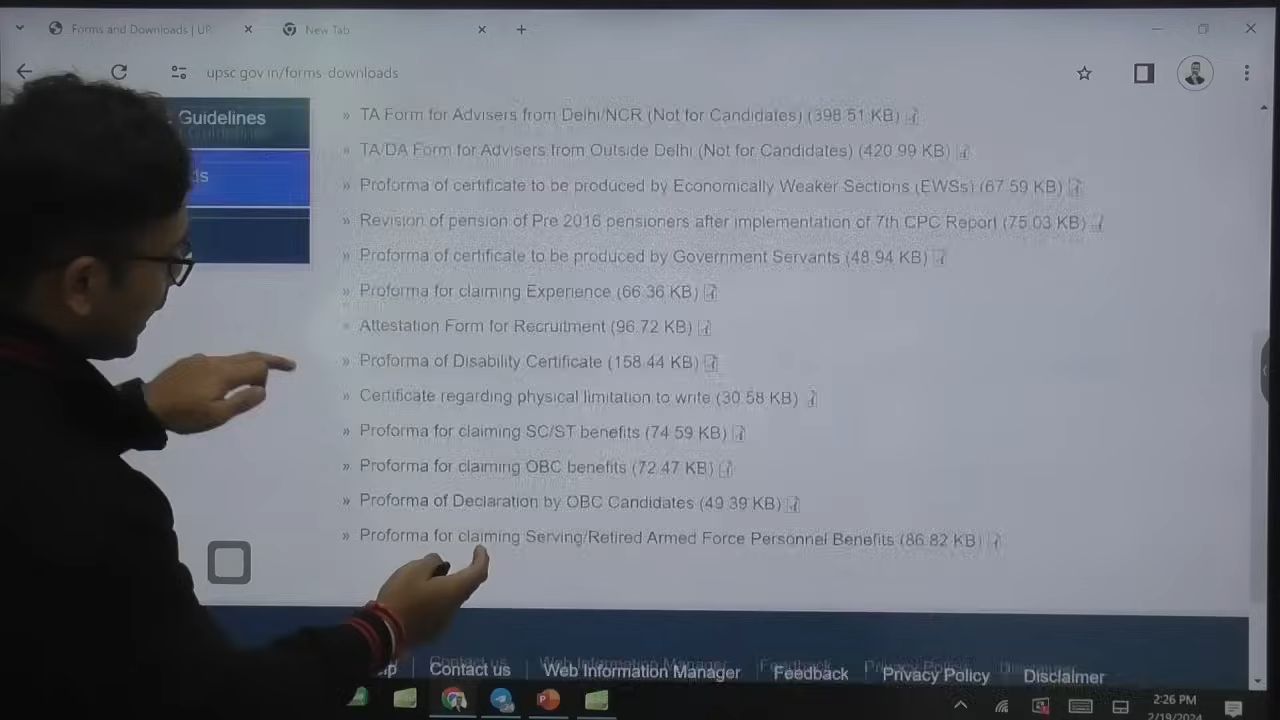 Forms and Downloads | UP
New Tab
upsc.gov.in/forms-downloads
Guidelines
ds
» TA Form for Advisers from Delhi/NCR (Not for Candidates) (398.51 KB)
» TA/DA Form for Advisers from Outside Delhi (Not for Candidates) (420.99 KB)
» Proforma of certificate to be produced by Economically Weaker Sections (EWSs) (67.59 KB)
» Revision of pension of Pre 2016 pensioners after implementation of 7th CPC Report (75.03 KB)
» Proforma of certificate to be produced by Government Servants (48.94 KB)
» Proforma for claiming Experience (66.36 KB)
» Attestation Form for Recruitment (96.72 KB)
» Proforma of Disability Certificate (158.44 KB)
» Certificate regarding physical limitation to write (30.58 KB)
» Proforma for claiming SC/ST benefits (74.59 KB)
» Proforma for claiming OBC benefits (72.47 KB)
» Proforma of Declaration by OBC Candidates (49.39 KB)
» Proforma for claiming Serving/Retired Armed Force Personnel Benefits (86.82 KB)
Contact us
Web Information Manager
Feedback
Privacy Policy
Disclaimer
2:26 PM
2/19/2024